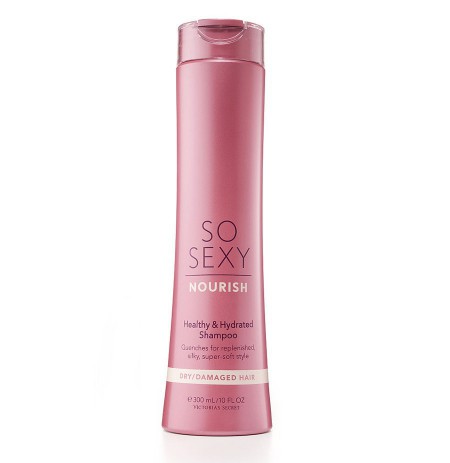 SO
SEXY
NOURISH
Healthy & Hydrated
Shampoo
Quenches for replenished,
silky, super-soft style
DRY/DAMAGED HAIR
℮300 mL/10 FL OZ
VICTORIA'S SECRET